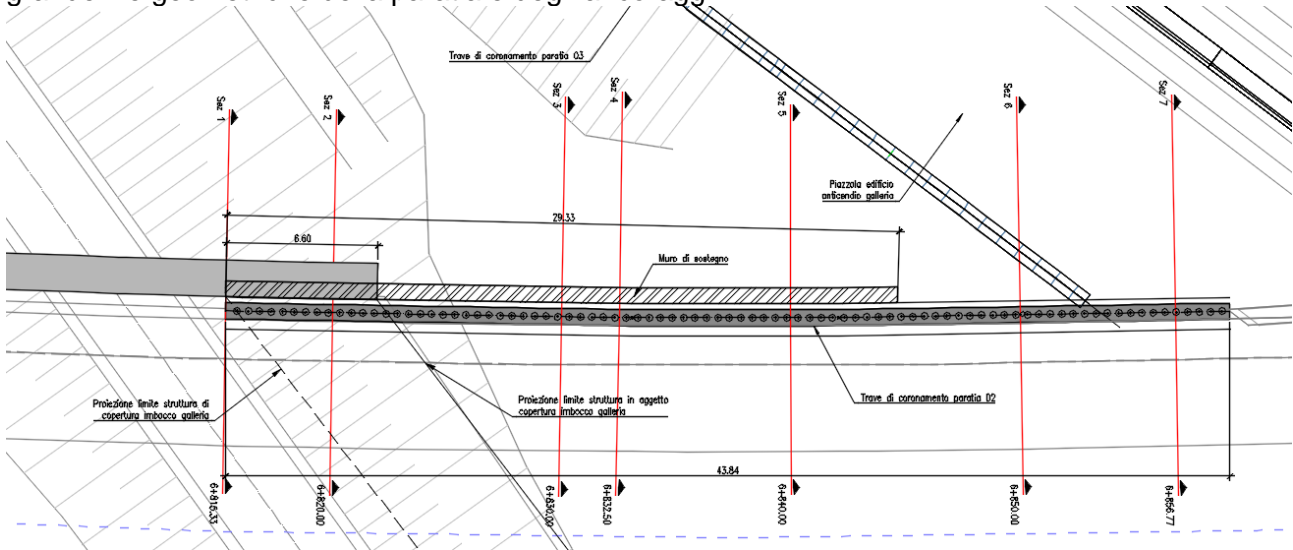 Trave di coronamento paratia 03
Sez 1
Sez 2
Sez 3
Sez 4
Sez 5
Sez 6
Sez 7
Piazzola edificio
anticendio galleria
29.33
6.60
Muro di sostegno
Proiezione limite struttura di
copertura imbocco galleria
Proiezione limite struttura in aggetto
copertura imbocco galleria
Trave di coronamento paratia 02
43.84
6+816.33
6+820.00
6+830.00
6+832.50
6+840.00
6+850.00
6+856.77